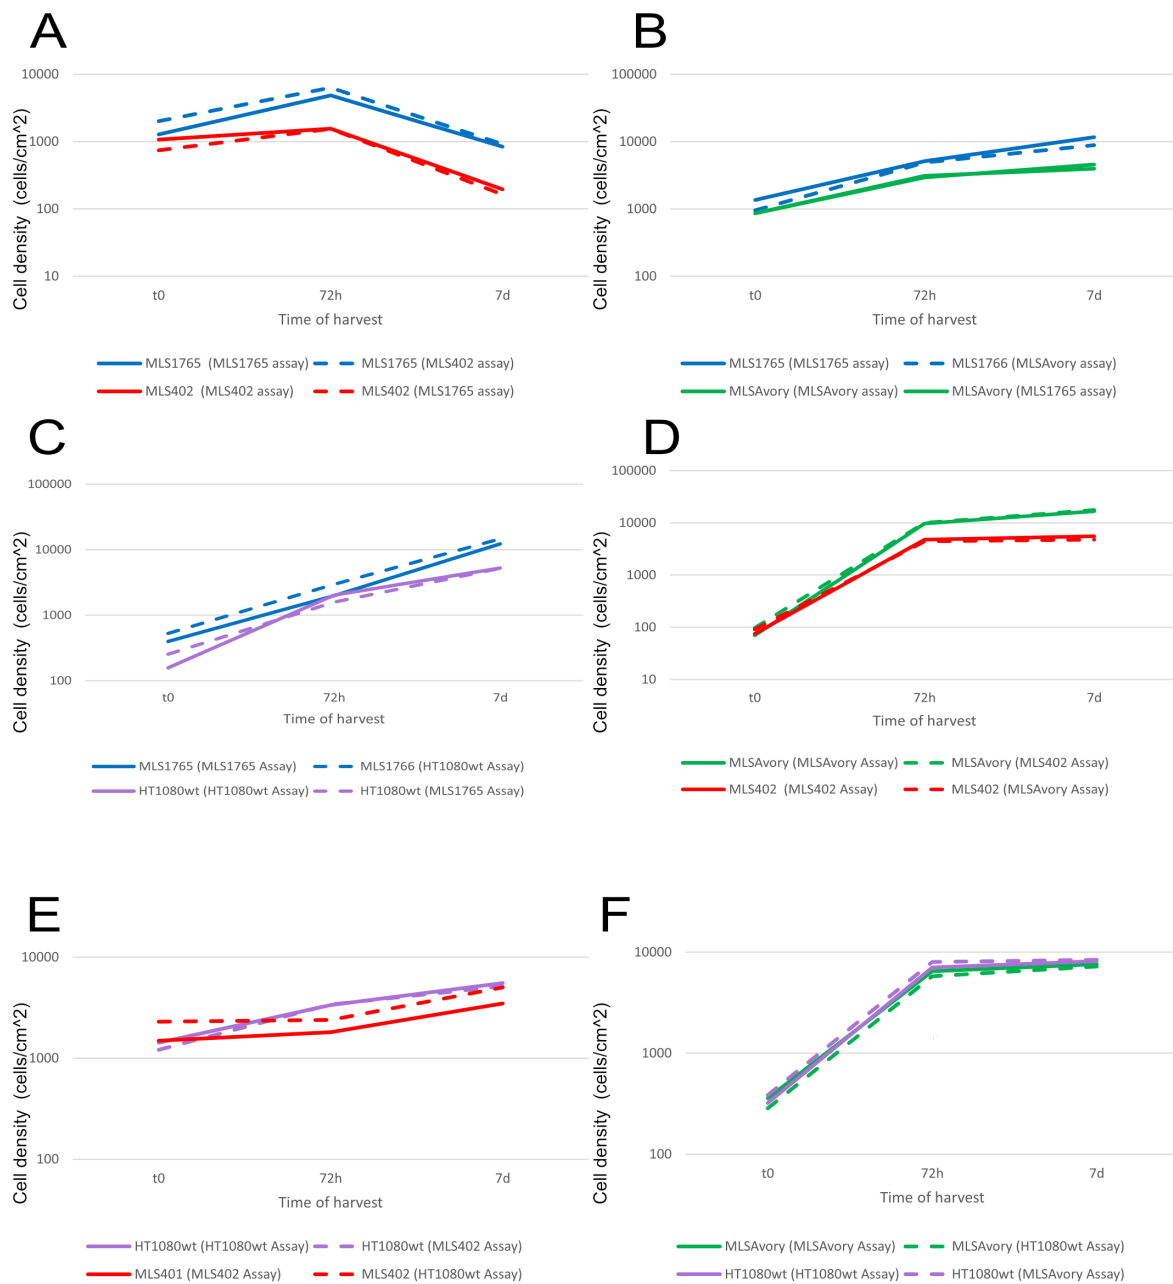 A
Cell density (cells/cm^2)
10000
1000
100
10
t0 72h 7d
Time of harvest
MLS1765 (MLS1765 assay) MLS1765 (MLS402 assay)
MLS402 (MLS402 assay) MLS402 (MLS1765 assay)
B
Cell density (cells/cm^2)
100000
10000
1000
100
t0 72h 7d
Time of harvest
MLS1765 (MLS1765 assay) MLS1766 (MLSAvory assay)
MLSAvory (MLSAvory assay) MLSAvory (MLS1765 assay)
C
Cell density (cells/cm^2)
100000
10000
1000
100
t0 72h 7d
Time of harvest
MLS1765 (MLS1765 Assay) MLS1766 (HT1080wt Assay)
HT1080wt (HT1080wt Assay) HT1080wt (MLS1765 Assay)
D
Cell density (cells/cm^2)
100000
10000
1000
100
10
t0 72h 7d
Time of harvest
MLSAvory (MLSAvory Assay) MLSAvory (MLS402 Assay)
MLS402 (MLS402 Assay) MLS402 (MLSAvory Assay)
E
Cell density (cells/cm^2)
10000
1000
100
t0 72h 7d
Time of harvest
HT1080wt (HT1080wt Assay) HT1080wt (MLS402 Assay)
MLS401 (MLS402 Assay) MLS402 (HT1080wt Assay)
F
Cell density (cells/cm^2)
10000
1000
100
t0 72h 7d
Time of harvest
MLSAvory (MLSAvory Assay) MLSAvory (HT1080wt Assay)
HT1080wt (HT1080wt Assay) HT1080wt (MLSAvory Assay)